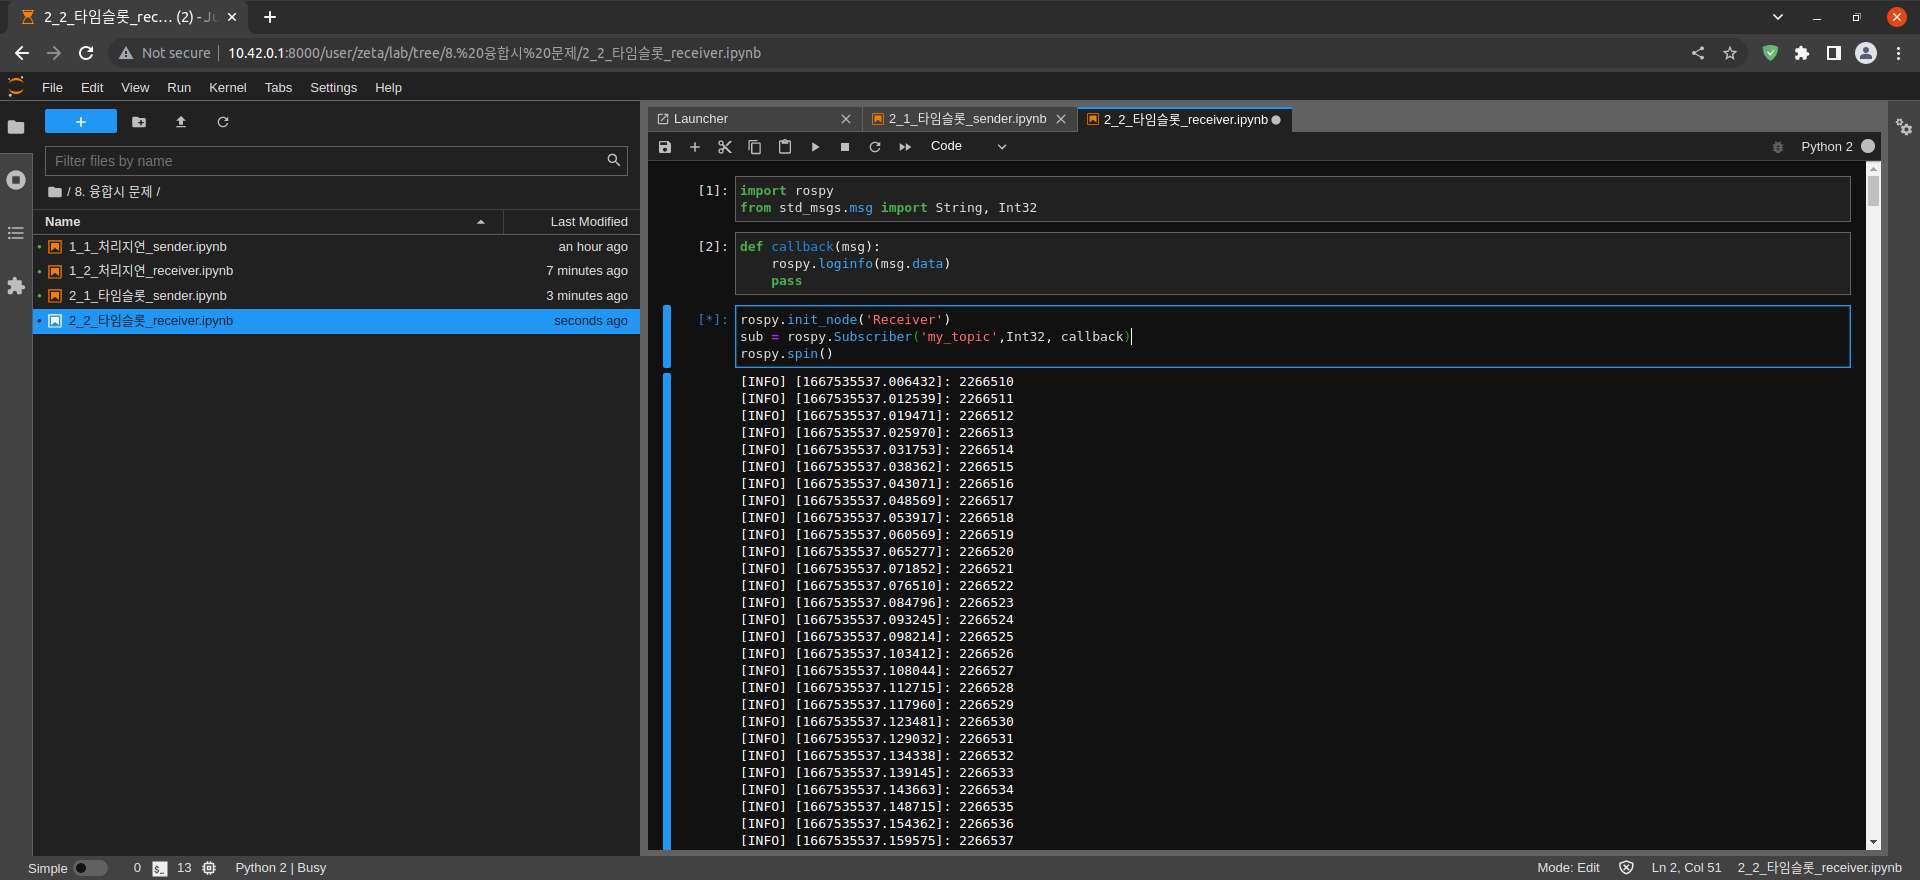 2_2_타임슬롯_rec... (2) - Ju
Not secure | 10.42.0.1:8000/user/zeta/lab/tree/8.%20융합시%20문제/2_2_타임슬롯_receiver.ipynb
File Edit View Run Kernel Tabs Settings Help
Filter files by name
/ 8. 융합시 문제 /
Name Last Modified
1_1_처리지연_sender.ipynb an hour ago
1_2_처리지연_receiver.ipynb 7 minutes ago
2_1_타임슬롯_sender.ipynb 3 minutes ago
2_2_타임슬롯_receiver.ipynb seconds ago
Launcher 2_1_타임슬롯_sender.ipynb 2_2_타임슬롯_receiver.ipynb
Code Python 2
[1]: import rospy
from std_msgs.msg import String, Int32
[2]: def callback(msg):
rospy.loginfo(msg.data)
pass
[*]: rospy.init_node('Receiver')
sub = rospy.Subscriber('my_topic',Int32, callback)
rospy.spin()
[INFO] [1667535537.006432]: 2266510
[INFO] [1667535537.012539]: 2266511
[INFO] [1667535537.019471]: 2266512
[INFO] [1667535537.025970]: 2266513
[INFO] [1667535537.031753]: 2266514
[INFO] [1667535537.038362]: 2266515
[INFO] [1667535537.043071]: 2266516
[INFO] [1667535537.048569]: 2266517
[INFO] [1667535537.053917]: 2266518
[INFO] [1667535537.060569]: 2266519
[INFO] [1667535537.065277]: 2266520
[INFO] [1667535537.071852]: 2266521
[INFO] [1667535537.076510]: 2266522
[INFO] [1667535537.084796]: 2266523
[INFO] [1667535537.093245]: 2266524
[INFO] [1667535537.098214]: 2266525
[INFO] [1667535537.103412]: 2266526
[INFO] [1667535537.108044]: 2266527
[INFO] [1667535537.112715]: 2266528
[INFO] [1667535537.117960]: 2266529
[INFO] [1667535537.123481]: 2266530
[INFO] [1667535537.129032]: 2266531
[INFO] [1667535537.134338]: 2266532
[INFO] [1667535537.139145]: 2266533
[INFO] [1667535537.143663]: 2266534
[INFO] [1667535537.148715]: 2266535
[INFO] [1667535537.154362]: 2266536
[INFO] [1667535537.159575]: 2266537
Simple 0 $_ 13 Python 2 | Busy Mode: Edit Ln 2, Col 51 2_2_타임슬롯_receiver.ipynb